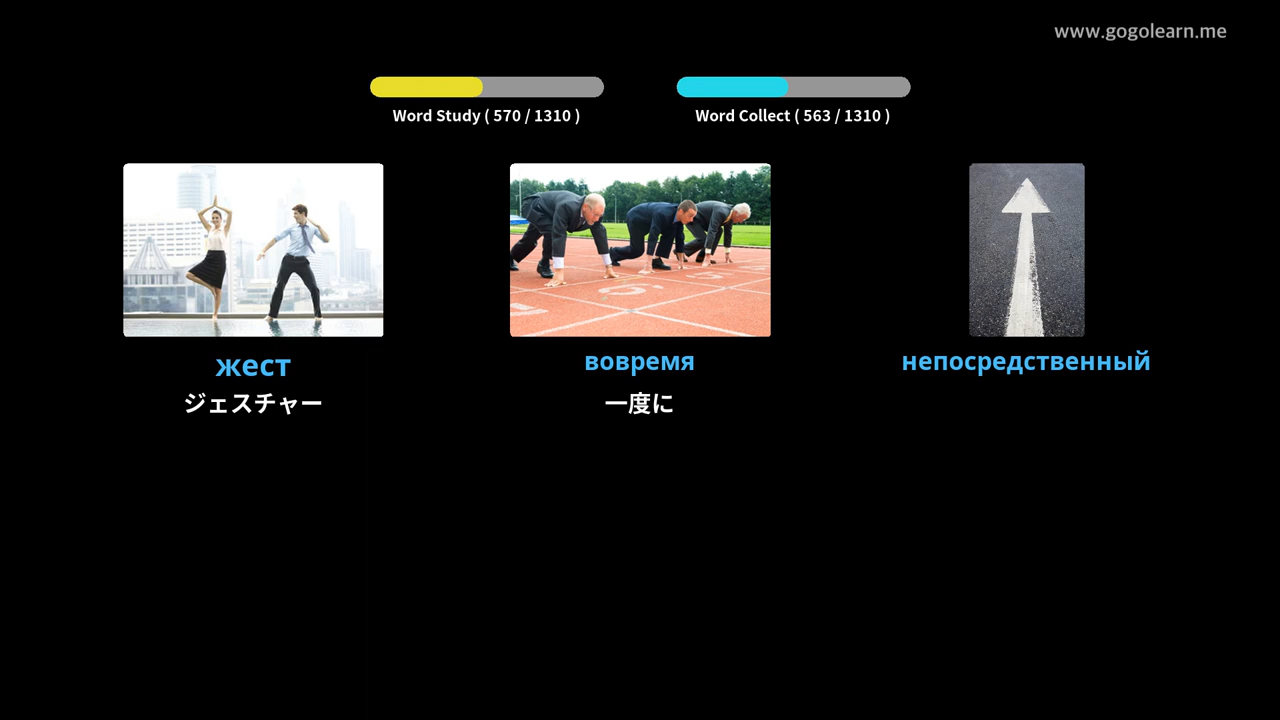 www.gogolearn.me
Word Study ( 570 / 1310 )
Word Collect ( 563 / 1310 )
жест
ジェスチャー
вовремя
一度に
непосредственный